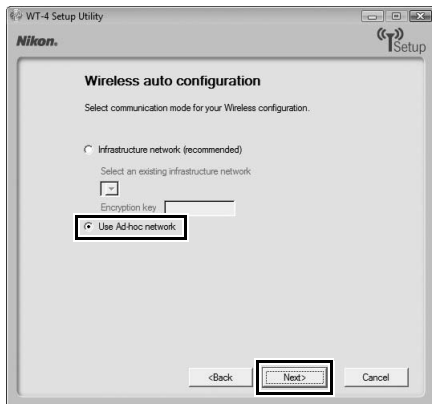 WT-4 Setup Utility
Nikon.
Setup
Wireless auto configuration
Select communication mode for your Wireless configuration.
Infrastructure network (recommended)
Select an existing infrastructure network
Encryption key
Use Ad-hoc network
<Back
Next>
Cancel